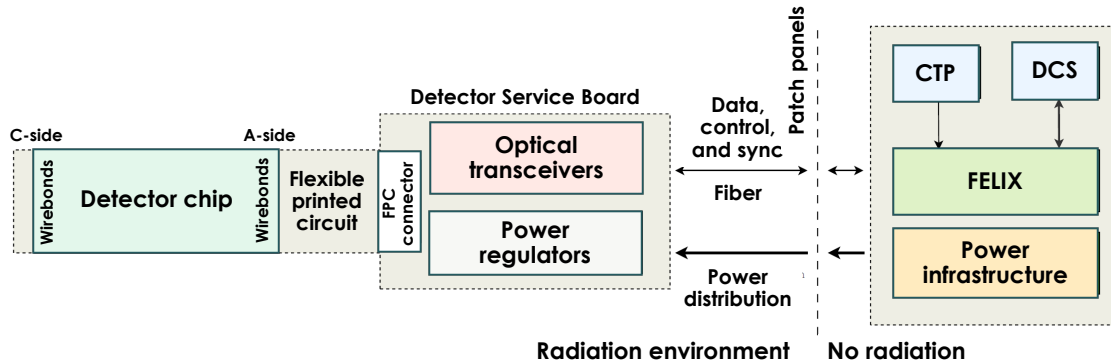 C-side
Wirebonds
Detector chip
A-side
Wirebonds
Flexible
printed
circuit
Detector Service Board
FPC
connector
Optical
transceivers
Power
regulators
Data,
control,
and sync
Fiber
Power
distribution
Patch panels
CTP
DCS
FELIX
Power
infrastructure
Radiation environment
No radiation